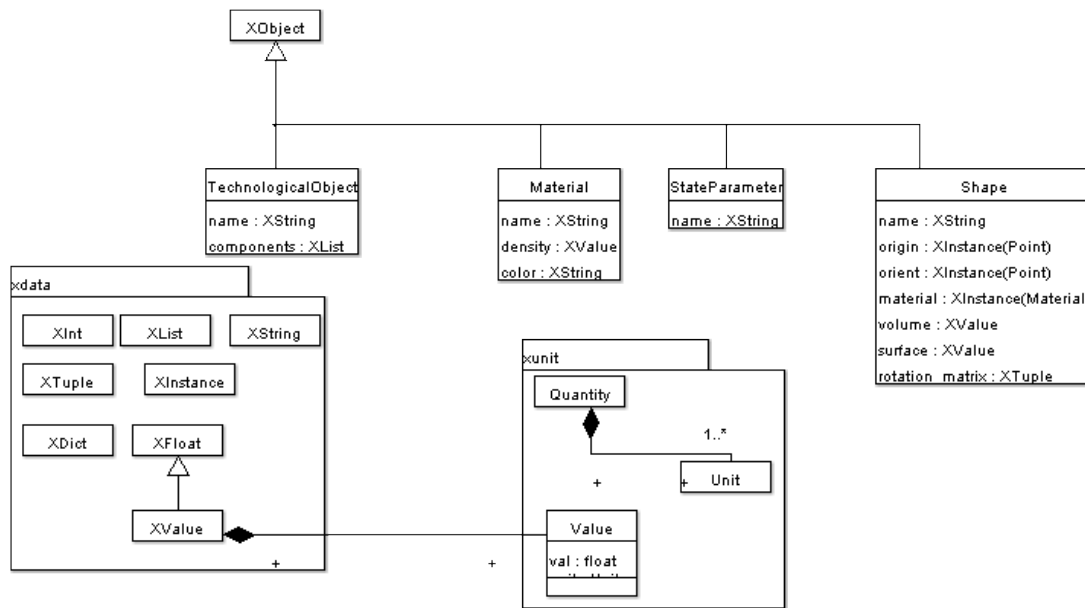 XObject
TechnologicalObject
name : XString
components : XList
Material
name : XString
density : XValue
color : XString
StateParameter
name : XString
Shape
name : XString
origin : XInstance(Point)
orient : XInstance(Point)
material : XInstance(Material
volume : XValue
surface : XValue
rotation_matrix : XTuple
xdata
XInt
XList
XString
XTuple
XInstance
XDict
XFloat
XValue
+
+
xunit
Quantity
1..*
Unit
+
+
Value
val : float